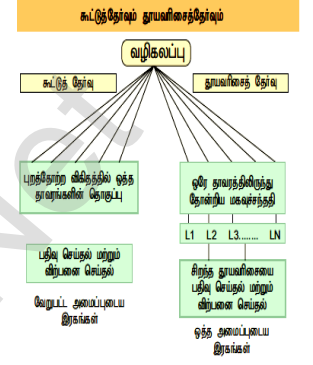 கூட்டுத்தேர்வும் தூயவரிசைத்தேர்வும்
வழிகலப்பு
கூட்டுத் தேர்வு
தூயவரிசைத் தேர்வு
புறத்தோற்ற விகிதத்தில் ஒத்த
தாவரங்களின் தொகுப்பு
ஒரே தாவரத்திலிருந்து
தோன்றிய மகவுச்சந்ததி
L1 L2 L3........ LN
பதிவு செய்தல் மற்றும்
விற்பனை செய்தல்
வேறுபட்ட அமைப்புடைய
இரகங்கள்
சிறந்த தூயவரிசையை
பதிவு செய்தல் மற்றும்
விற்பனை செய்தல்
ஒத்த அமைப்புடைய
இரகங்கள்